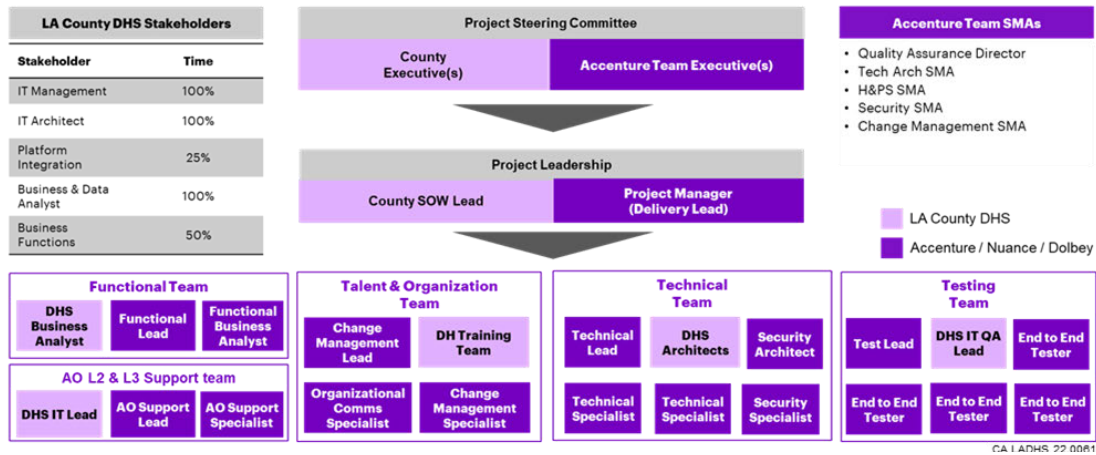 LA County DHS Stakeholders
Stakeholder Time
IT Management 100%
IT Architect 100%
Platform
Integration 25%
Business & Data
Analyst 100%
Business
Functions 50%
Project Steering Committee
County
Executive(s)
Accenture Team Executive(s)
Project Leadership
County SOW Lead
Project Manager
(Delivery Lead)
Accenture Team SMAs
• Quality Assurance Director
• Tech Arch SMA
• H&PS SMA
• Security SMA
• Change Management SMA
LA County DHS
Accenture / Nuance / Dolbey
Functional Team
DHS
Business
Analyst
Functional
Lead
Functional
Business
Analyst
AO L2 & L3 Support team
DHS IT Lead
AO Support
Lead
AO Support
Specialist
Talent & Organization
Team
Change
Management
Lead
DH Training
Team
Organizational
Comms
Specialist
Change
Management
Specialist
Technical
Team
Technical
Lead
DHS
Architects
Security
Architect
Technical
Specialist
Technical
Specialist
Security
Specialist
Testing
Team
Test Lead
DHS IT QA
Lead
End to End
Tester
End to End
Tester
End to End
Tester
End to End
Tester
CA LADHS_22.0061